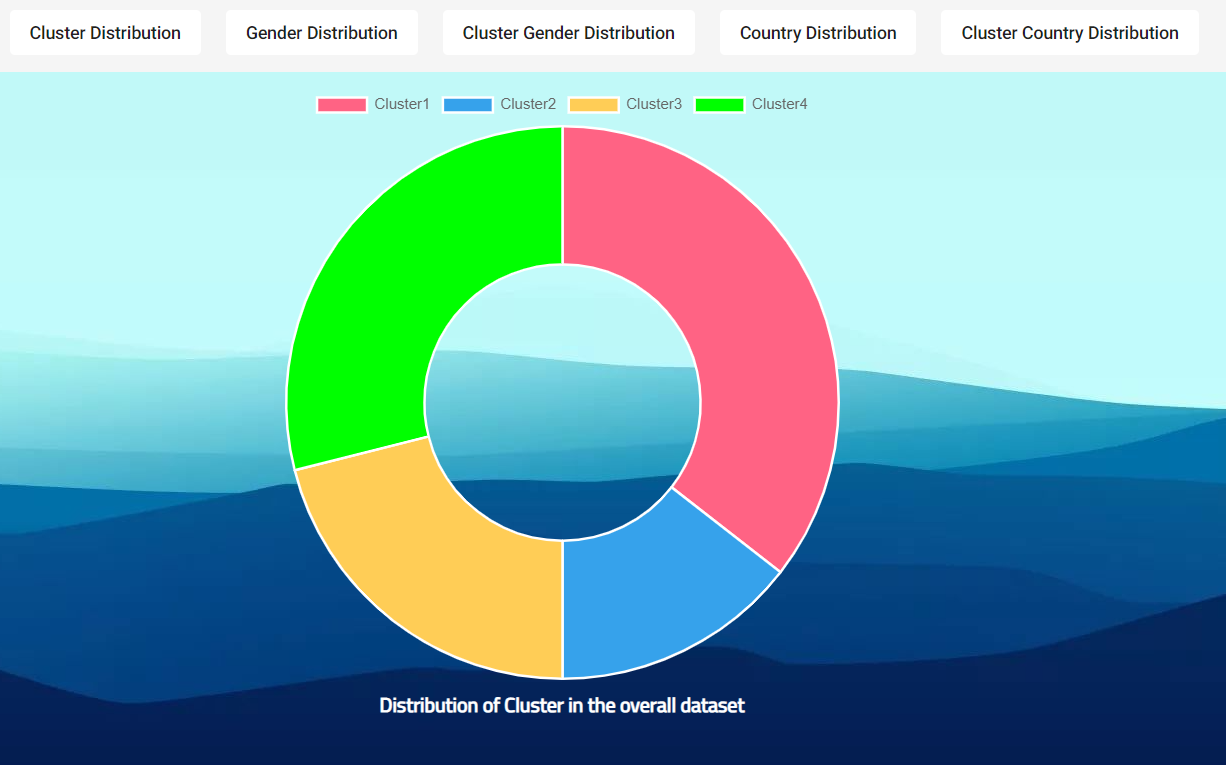 Cluster Distribution Gender Distribution Cluster Gender Distribution Country Distribution Cluster Country Distribution
Cluster1 Cluster2 Cluster3 Cluster4
Distribution of Cluster in the overall dataset